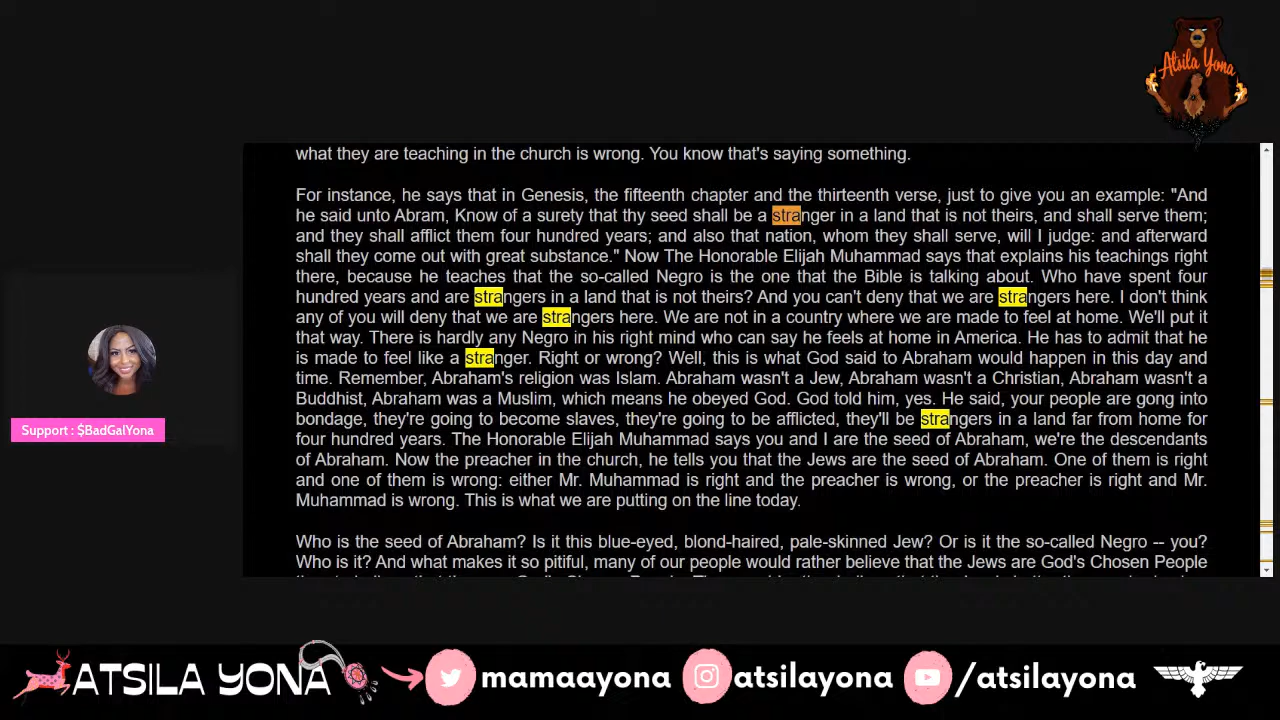 Atsila Yona
what they are teaching in the church is wrong. You know that's saying something.
For instance, he says that in Genesis, the fifteenth chapter and the thirteenth verse, just to give you an example: "And
he said unto Abram, Know of a surety that thy seed shall be a stranger in a land that is not theirs, and shall serve them;
and they shall afflict them four hundred years; and also that nation, whom they shall serve, will I judge: and afterward
shall they come out with great substance." Now The Honorable Elijah Muhammad says that explains his teachings right
there, because he teaches that the so-called Negro is the one that the Bible is talking about. Who have spent four
hundred years and are strangers in a land that is not theirs? And you can't deny that we are strangers here. I don't think
any of you will deny that we are strangers here. We are not in a country where we are made to feel at home. We'll put it
that way. There is hardly any Negro in his right mind who can say he feels at home in America. He has to admit that he
is made to feel like a stranger. Right or wrong? Well, this is what God said to Abraham would happen in this day and
time. Remember, Abraham's religion was Islam. Abraham wasn't a Jew, Abraham wasn't a Christian, Abraham wasn't a
Buddhist, Abraham was a Muslim, which means he obeyed God. God told him, yes. He said, your people are gong into
bondage, they're going to become slaves, they're going to be afflicted, they'll be strangers in a land far from home for
four hundred years. The Honorable Elijah Muhammad says you and I are the seed of Abraham, we're the descendants
of Abraham. Now the preacher in the church, he tells you that the Jews are the seed of Abraham. One of them is right
and one of them is wrong: either Mr. Muhammad is right and the preacher is wrong, or the preacher is right and Mr.
Muhammad is wrong. This is what we are putting on the line today.
Who is the seed of Abraham? Is it this blue-eyed, blond-haired, pale-skinned Jew? Or is it the so-called Negro -- you?
Who is it? And what makes it so pitiful, many of our people would rather believe that the Jews are God's Chosen People
Support : $BadGalYona
ATSILA YONA mamaayona atsilayona /atsilayona